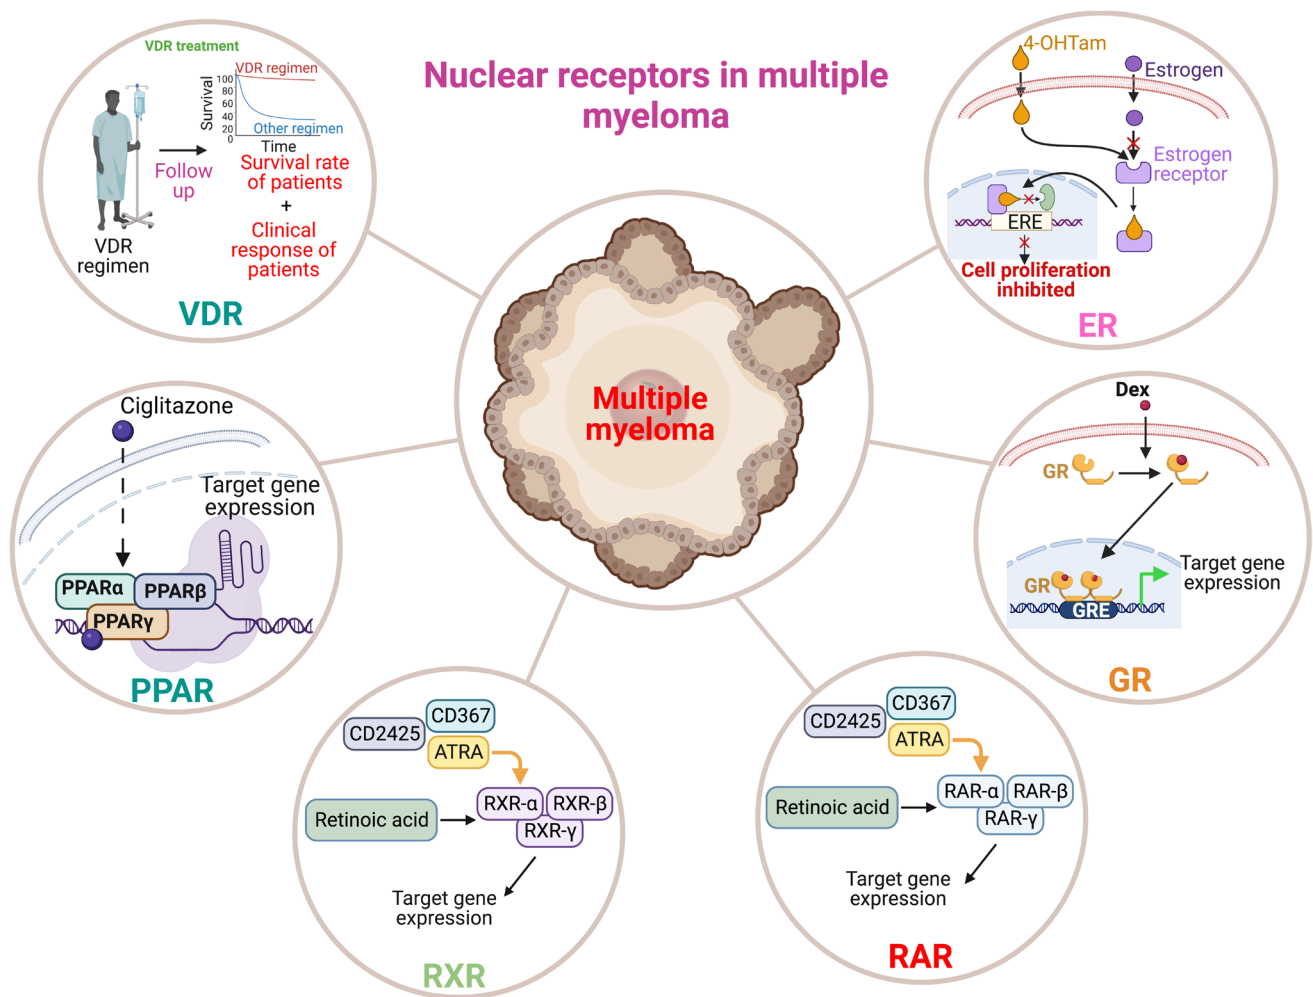 Nuclear receptors in multiple
myeloma
VDR treatment
VDR regimen
100
80
60
40
20
0
Survival
Other regimen
Time
Follow
up
VDR
regimen
Survival rate
of patients
+
Clinical
response of
patients
VDR
4-OHTam
Estrogen
Estrogen
receptor
ERE
Cell proliferation
inhibited
ER
Multiple
myeloma
Ciglitazone
Target gene
expression
PPARα
PPARβ
PPARγ
PPAR
Dex
GR
GR
GRE
Target gene
expression
GR
CD2425
CD367
ATRA
Retinoic acid
RXR-α
RXR-β
RXR-γ
Target gene
expression
RXR
CD2425
CD367
ATRA
Retinoic acid
RAR-α
RAR-β
RAR-γ
Target gene
expression
RAR